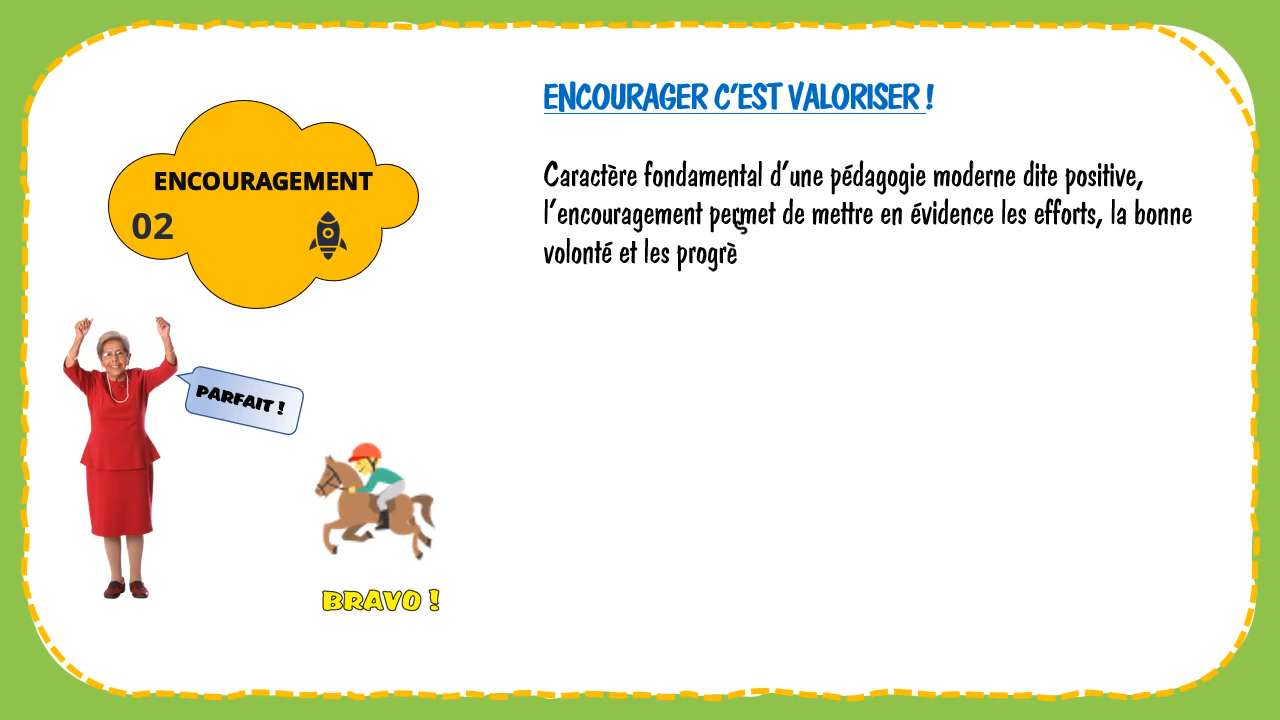 ENCOURAGER C'EST VALORISER !
Caractère fondamental d'une pédagogie moderne dite positive,
l'encouragement permet de mettre en évidence les efforts, la bonne
volonté et les progrè
ENCOURAGEMENT
02
PARFAIT !
BRAVO !